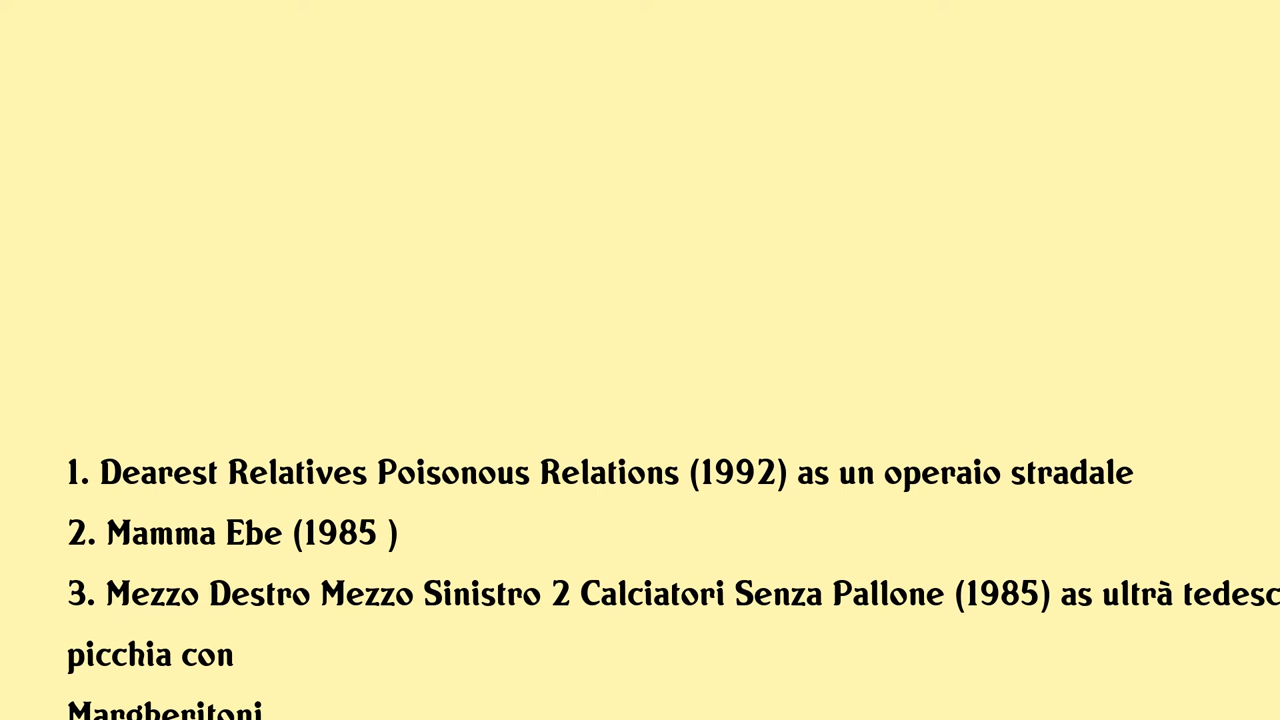 1. Dearest Relatives Poisonous Relations (1992) as un operaio stradale
2. Mamma Ebe (1985 )
3. Mezzo Destro Mezzo Sinistro 2 Calciatori Senza Pallone (1985) as ultrà tedesc
picchia con
Margheritoni